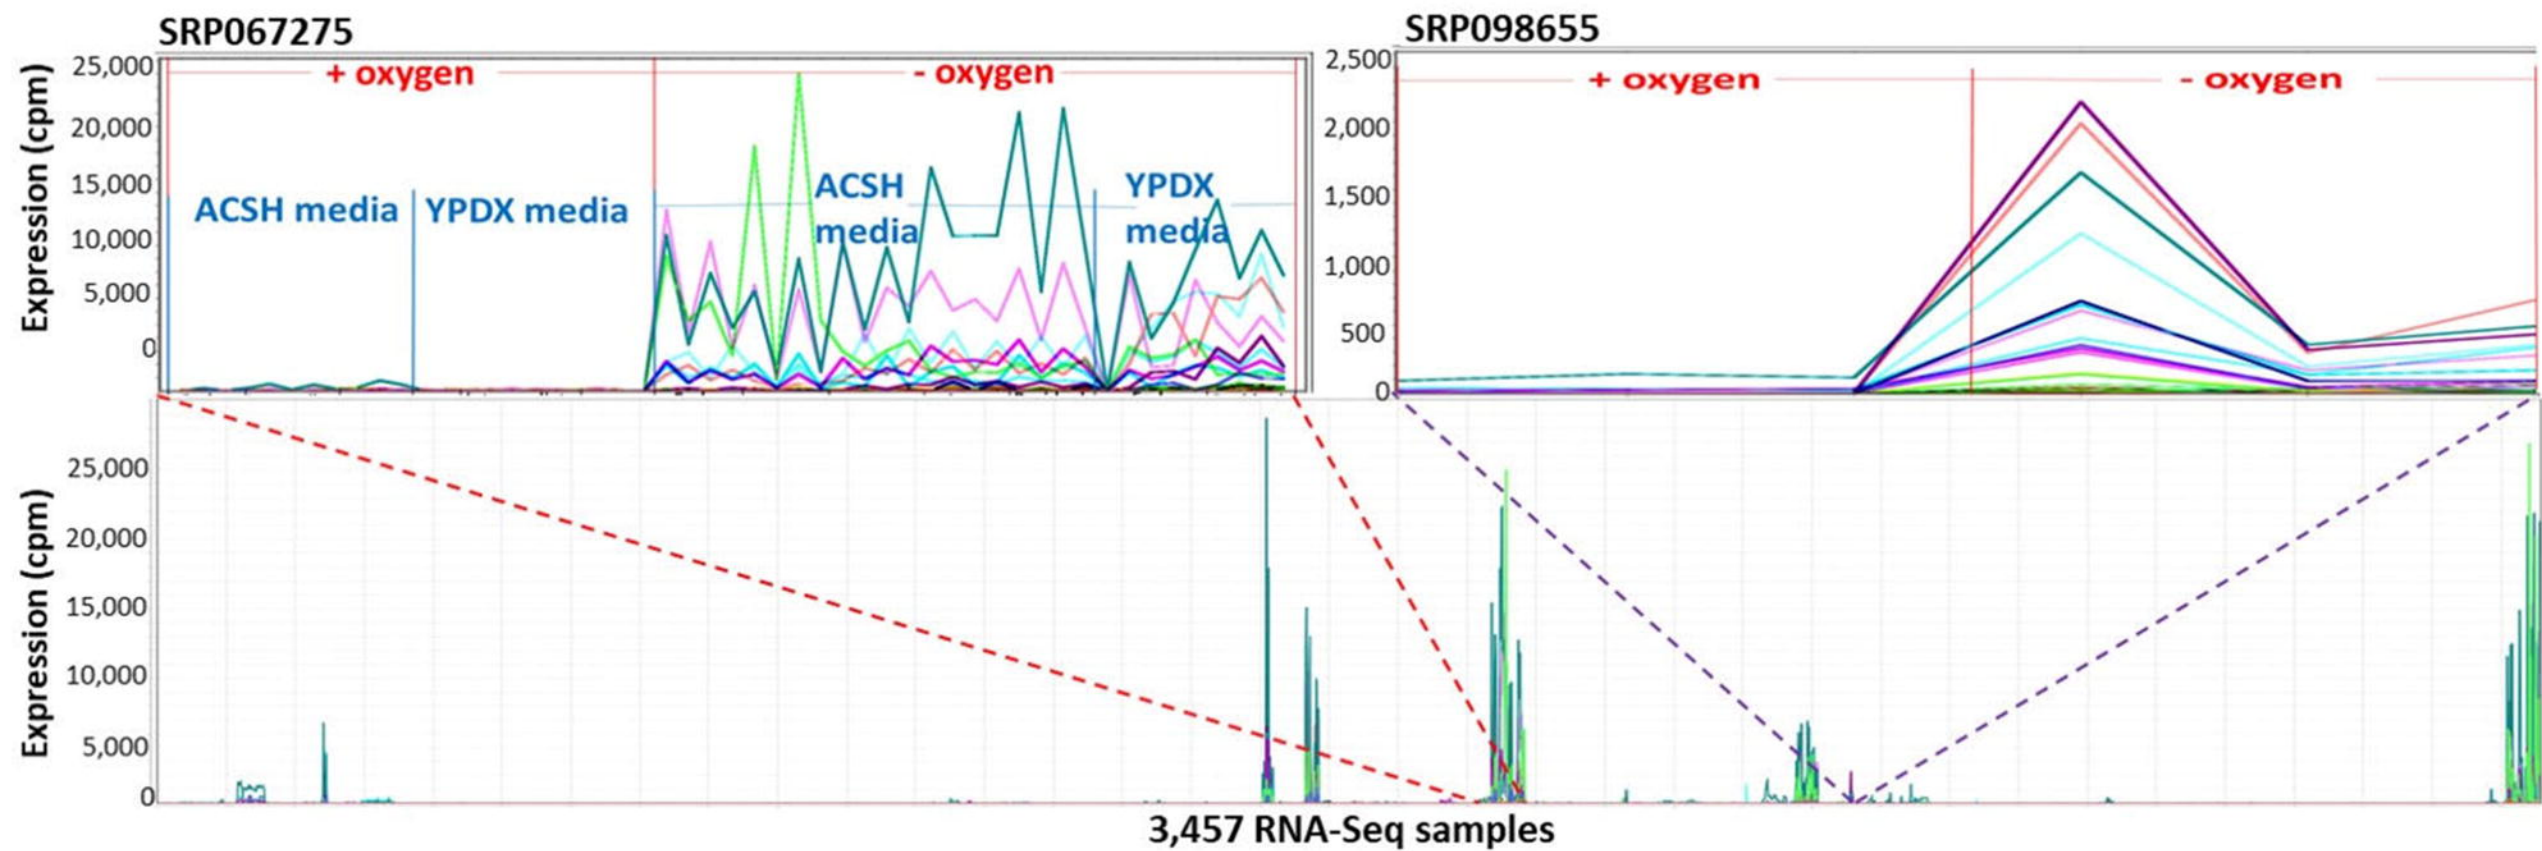 SRP067275
SRP098655
Expression (cpm)
25,000
20,000
15,000
10,000
5,000
0
+ oxygen
- oxygen
ACSH media
YPDX media
ACSH
media
YPDX
media
2,500
2,000
1,500
1,000
500
0
+ oxygen
- oxygen
Expression (cpm)
25,000
20,000
15,000
10,000
5,000
0
3,457 RNA-Seq samples